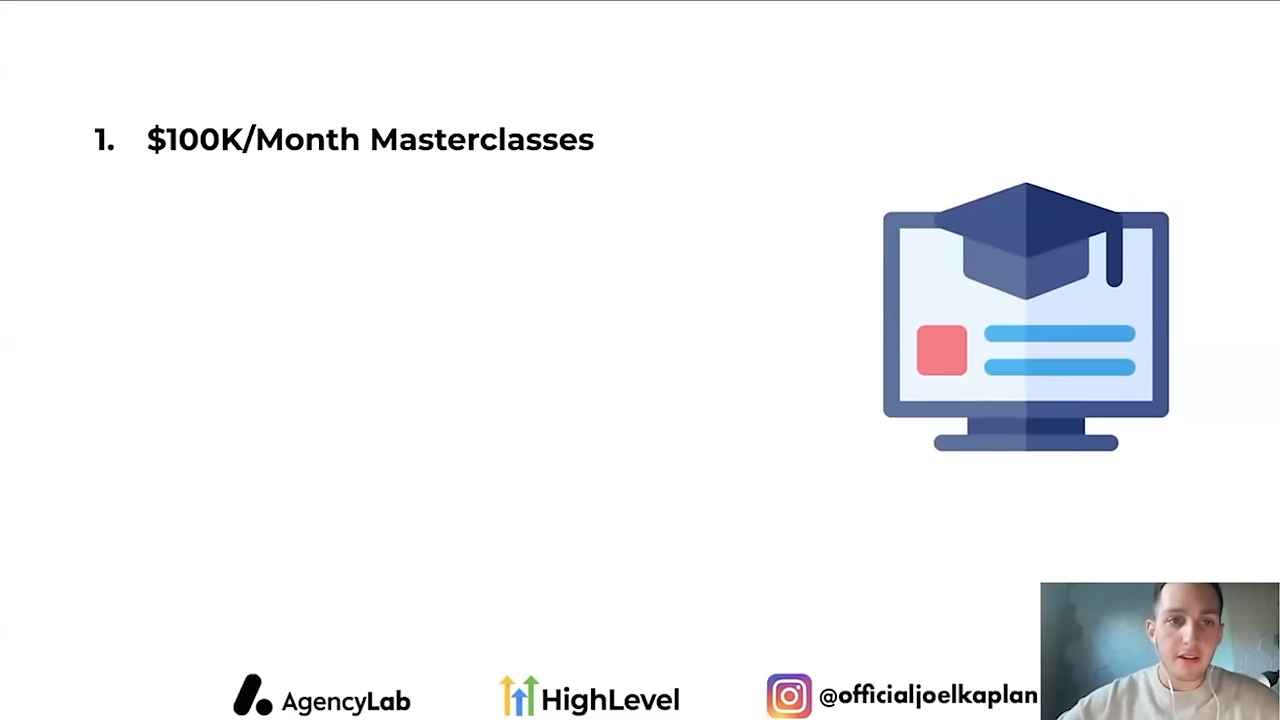 1. $100K/Month Masterclasses
AgencyLab
HighLevel
@officialjoelkaplan